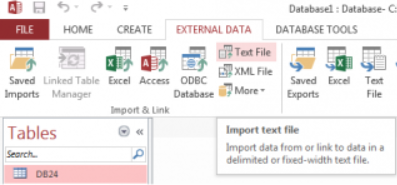 Database1 : Database- C:
FILE HOME CREATE EXTERNAL DATA DATABASE TOOLS
Saved Imports
Linked Table Manager
Excel
Access
ODBC Database
Text File
XML File
More
Saved Exports
Excel
Text File
Import & Link
Tables
Search...
DB24
Import text file
Import data from or link to data in a
delimited or fixed-width text file.